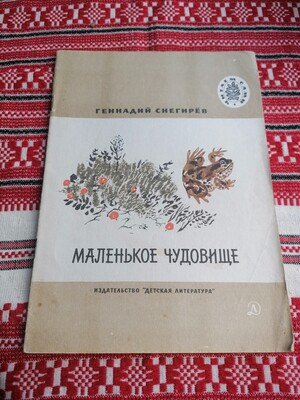 ГЕННАДИЙ СНЕГИРЁВ
МАЛЕНЬКОЕ ЧУДОВИЩЕ
ИЗДАТЕЛЬСТВО "ДЕТСКАЯ ЛИТЕРАТУРА"